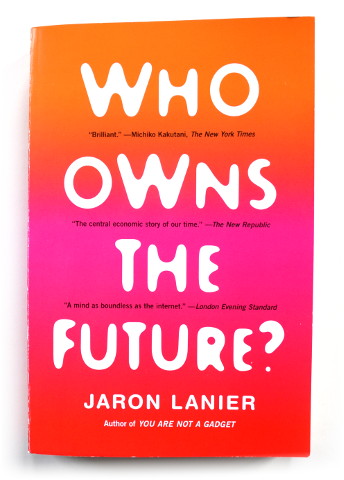 WHO
"Brilliant." —Michiko Kakutani, The New York Times
OWNS
"The central economic story of our time." —The New Republic
THE
"A mind as boundless as the internet." —London Evening Standard
FUTURE?
JARON LANIER
Author of YOU ARE NOT A GADGET